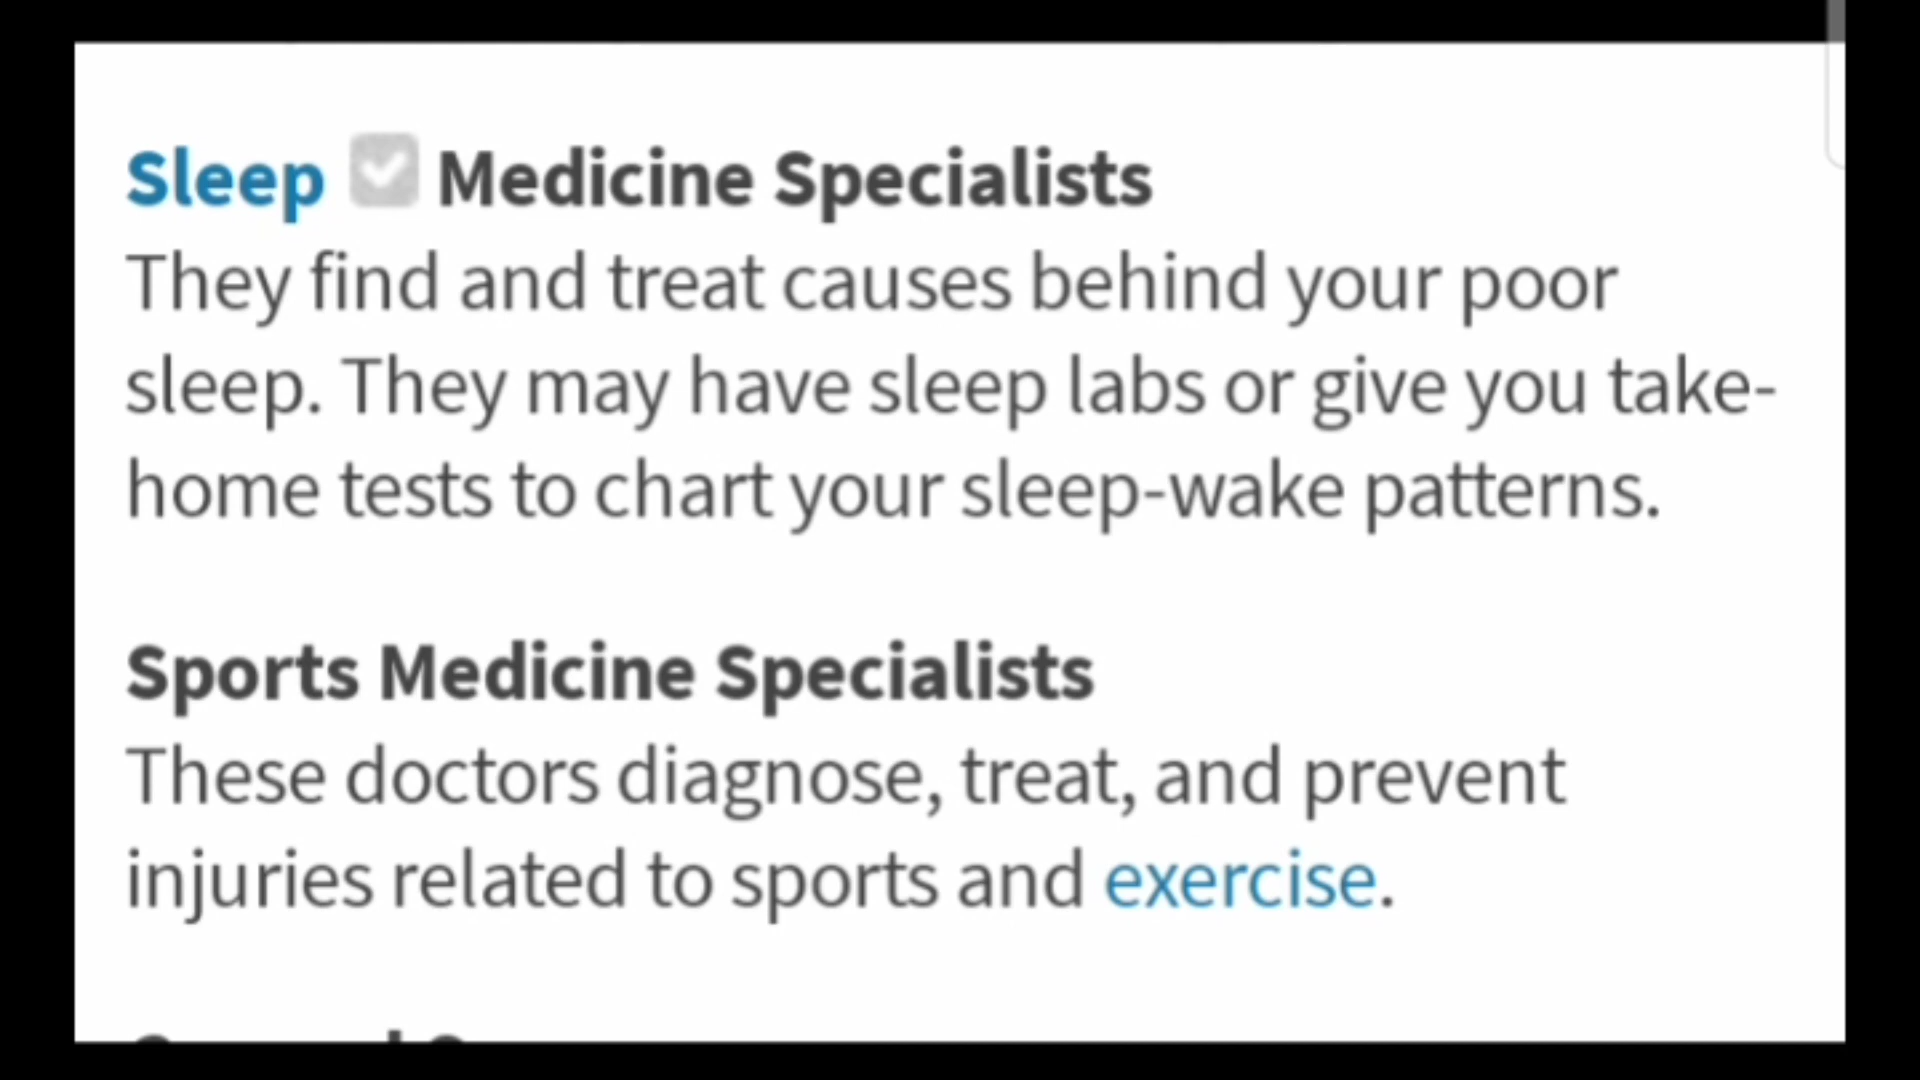 Sleep Medicine Specialists
They find and treat causes behind your poor
sleep. They may have sleep labs or give you take-
home tests to chart your sleep-wake patterns.
Sports Medicine Specialists
These doctors diagnose, treat, and prevent
injuries related to sports and exercise.